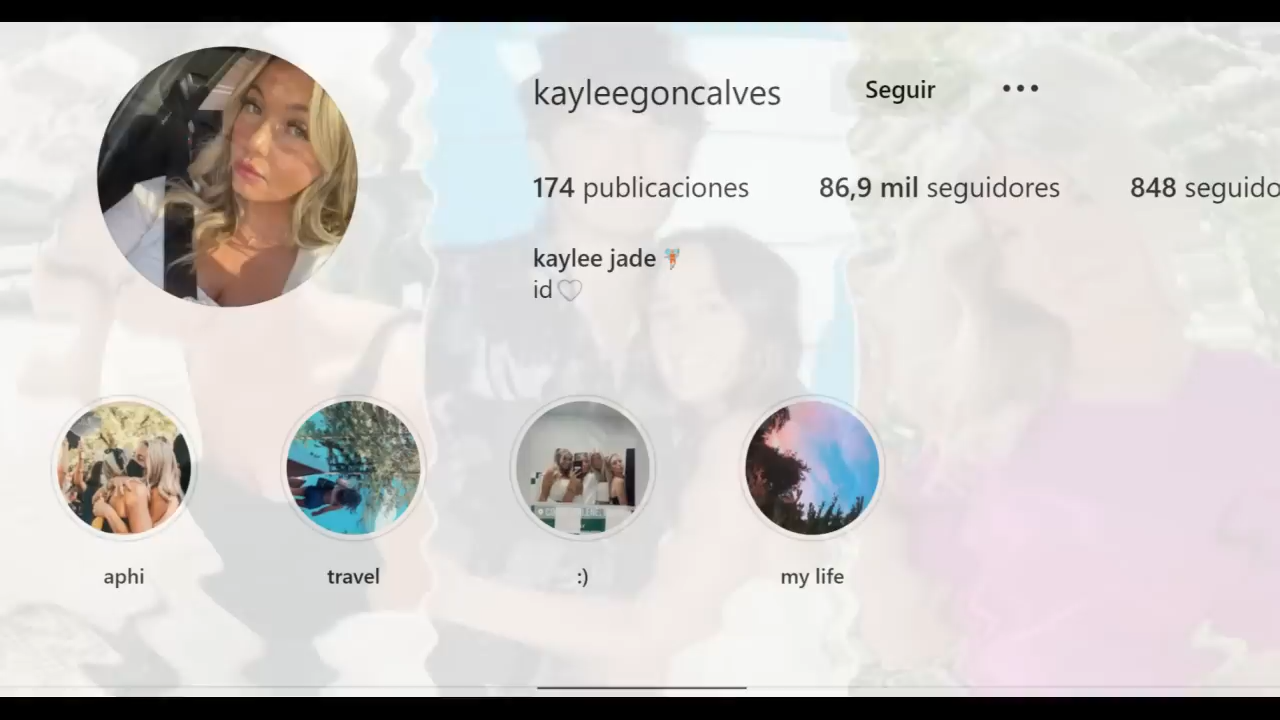 kayleegoncalves Seguir
174 publicaciones 86,9 mil seguidores 848 seguido
kaylee jade 🧚
id🤍
aphi travel :) my life